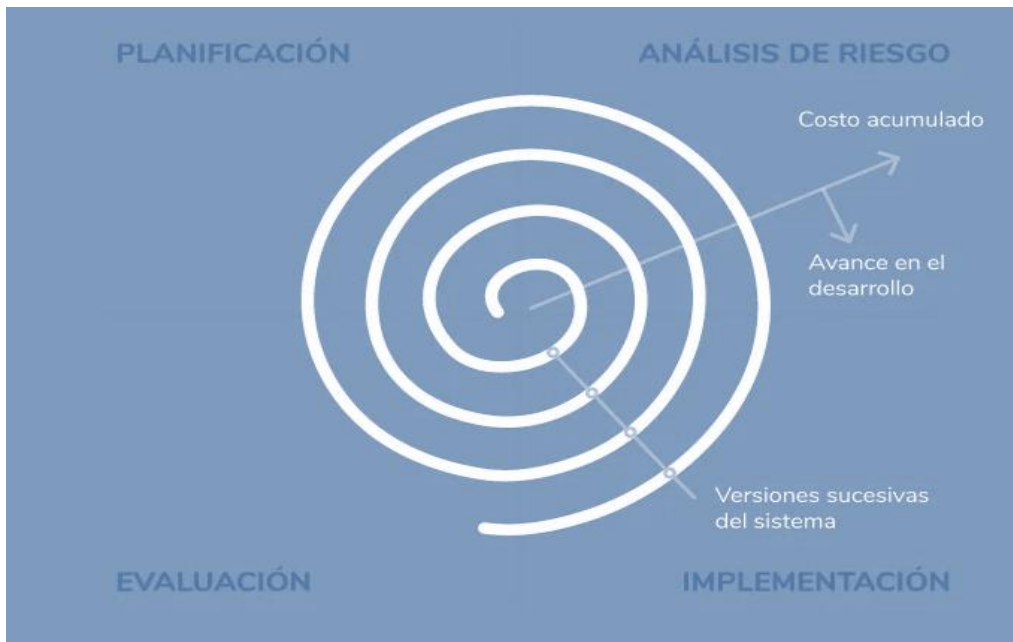 PLANIFICACIÓN
ANÁLISIS DE RIESGO
Costo acumulado
Avance en el
desarrollo
Versiones sucesivas
del sistema
EVALUACIÓN
IMPLEMENTACIÓN